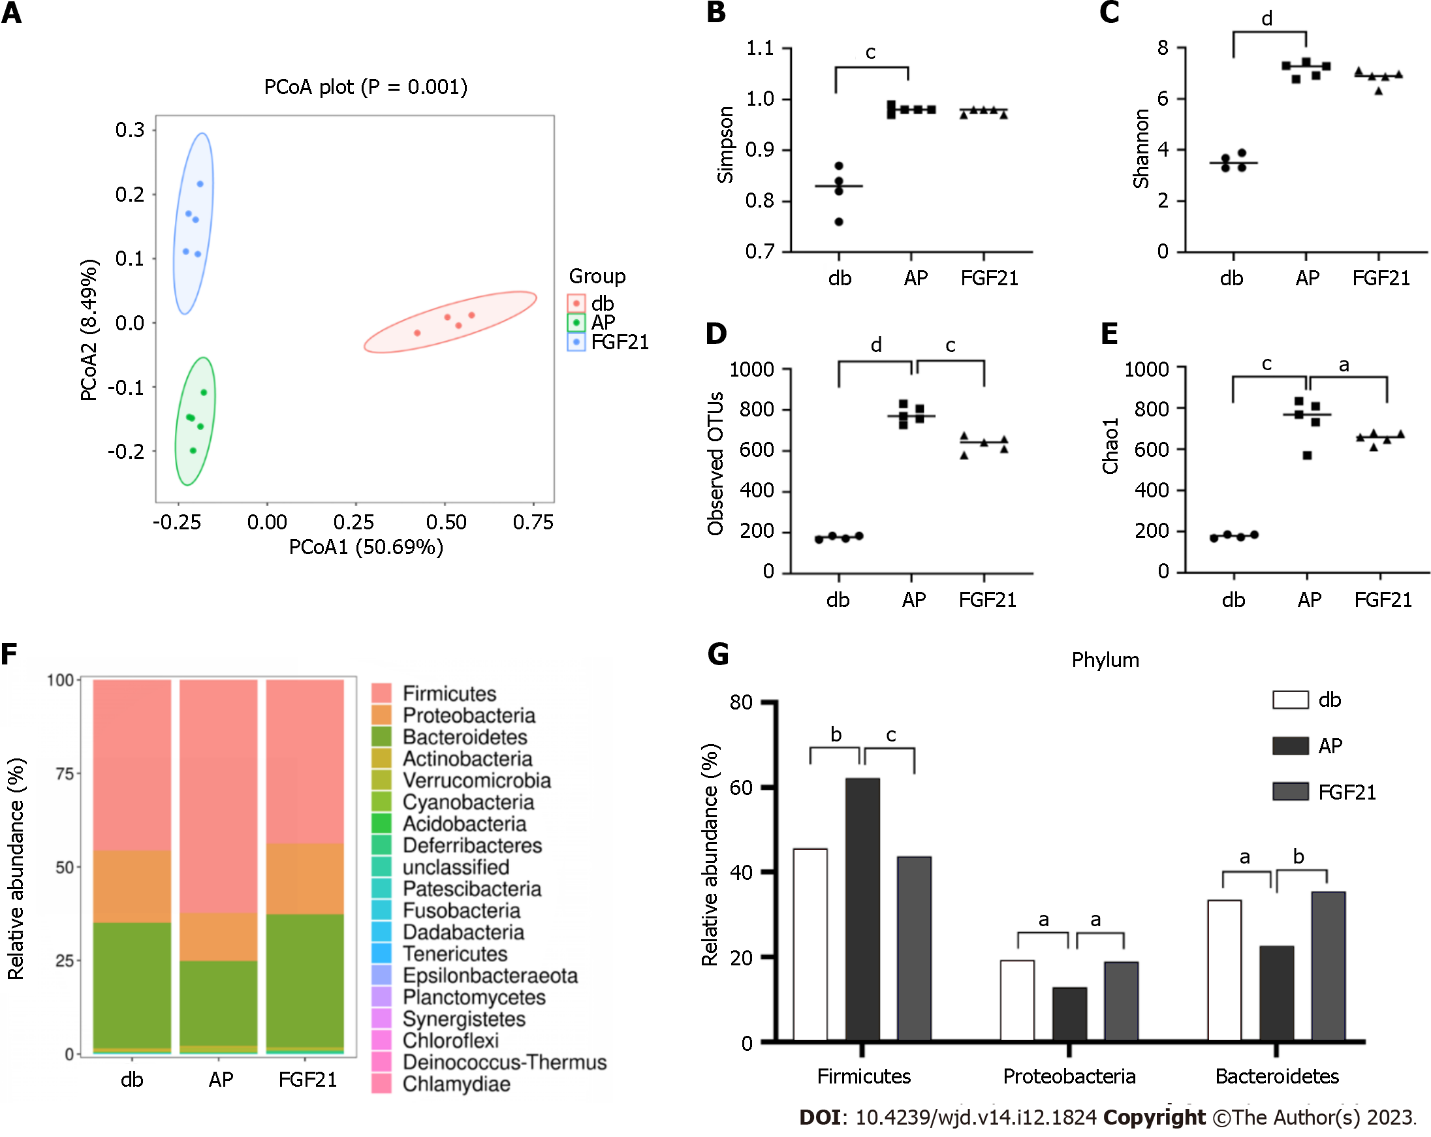 A
PCoA plot (P = 0.001)
0.3
0.2
0.1
0.0
-0.1
-0.2
PCoA2 (8.49%)
-0.25 0.00 0.25 0.50 0.75
PCoA1 (50.69%)
Group
db
AP
FGF21
B
c
1.1
1.0
0.9
0.8
0.7
Simpson
db AP FGF21
C
d
8
6
4
2
0
Shannon
db AP FGF21
D
d c
1000
800
600
400
200
0
Observed OTUs
db AP FGF21
E
c a
1000
800
600
400
200
0
Chao1
db AP FGF21
F
100
75
50
25
0
Relative abundance (%)
db AP FGF21
Firmicutes
Proteobacteria
Bacteroidetes
Actinobacteria
Verrucomicrobia
Cyanobacteria
Acidobacteria
Deferribacteres
unclassified
Patescibacteria
Fusobacteria
Dadabacteria
Tenericutes
Epsilonbacteraeota
Planctomycetes
Synergistetes
Chloroflexi
Deinococcus-Thermus
Chlamydiae
G
Phylum
80
60
40
20
0
Relative abundance (%)
db
AP
FGF21
b c
a a
a b
Firmicutes Proteobacteria Bacteroidetes
DOI: 10.4239/wjd.v14.i12.1824 Copyright ©The Author(s) 2023.